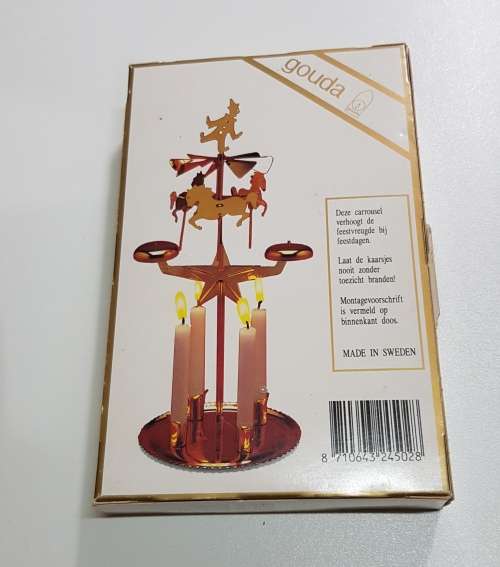 gouda
Deze carrousel
verhoogt de
feestvreugde bij
feestdagen.
Laat de kaarsjes
nooit zonder
toezicht branden!
Montagevoorschrift
is vermeld op
binnenkant doos.
MADE IN SWEDEN
8 710643 245028